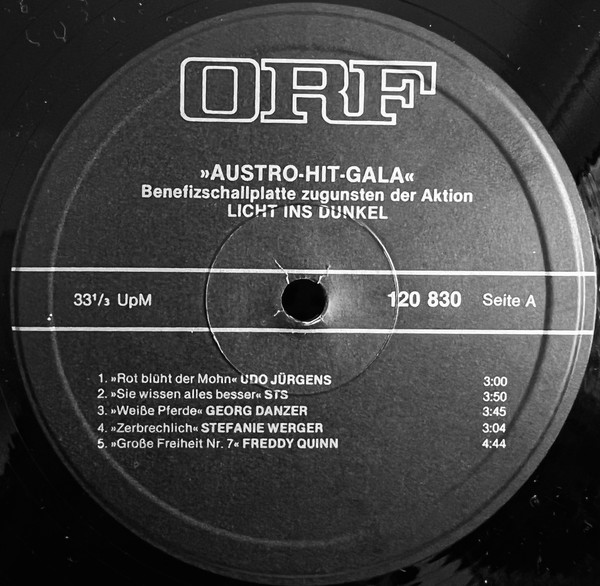 ORF
»AUSTRO-HIT-GALA«
Benefizschallplatte zugunsten der Aktion
LICHT INS DUNKEL
33¹/₃ UpM 120 830 Seite A
1. »Rot blüht der Mohn« UDO JÜRGENS 3:00
2. »Sie wissen alles besser« STS 3:50
3. »Weiße Pferde« GEORG DANZER 3:45
4. »Zerbrechlich« STEFANIE WERGER 3:04
5. »Große Freiheit Nr. 7« FREDDY QUINN 4:44